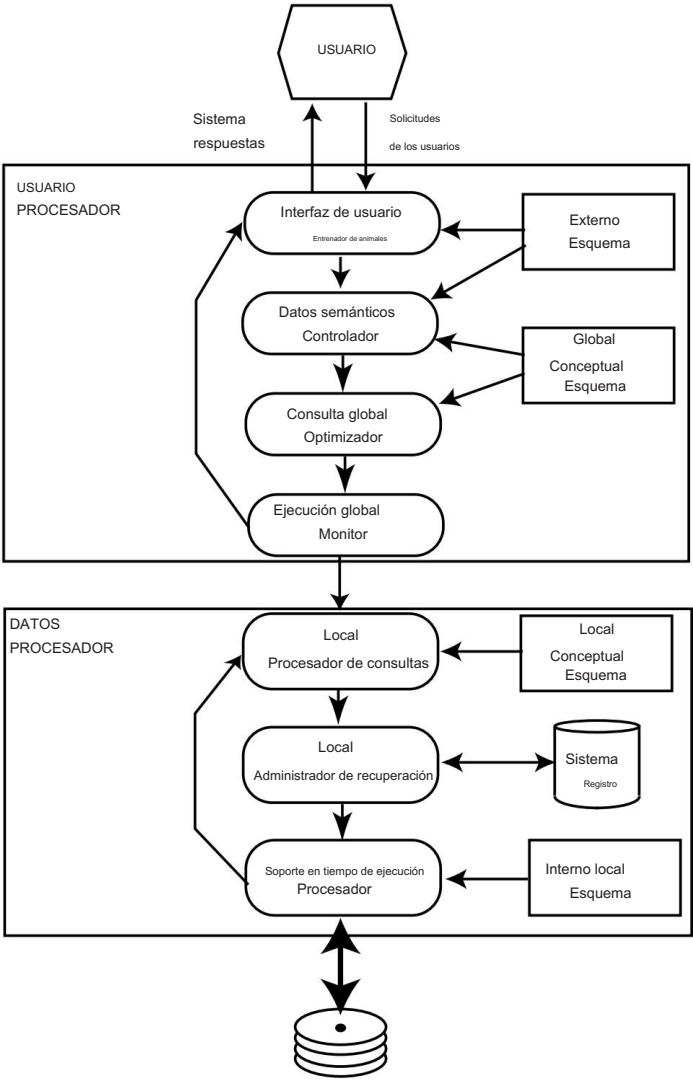 USUARIO
Sistema
respuestas
Solicitudes
de los usuarios
USUARIO
PROCESADOR
Interfaz de usuario
Entrenador de animales
Externo
Esquema
Datos semánticos
Controlador
Global
Conceptual
Esquema
Consulta global
Optimizador
Ejecución global
Monitor
DATOS
PROCESADOR
Local
Procesador de consultas
Local
Conceptual
Esquema
Local
Administrador de recuperación
Sistema
Registro
Soporte en tiempo de ejecución
Procesador
Interno local
Esquema